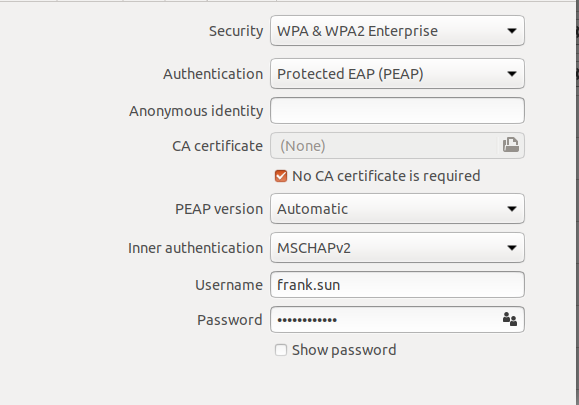 Security WPA & WPA2 Enterprise
Authentication Protected EAP (PEAP)
Anonymous identity
CA certificate (None)
No CA certificate is required
PEAP version Automatic
Inner authentication MSCHAPv2
Username frank.sun
Password ••••••••••••
Show password